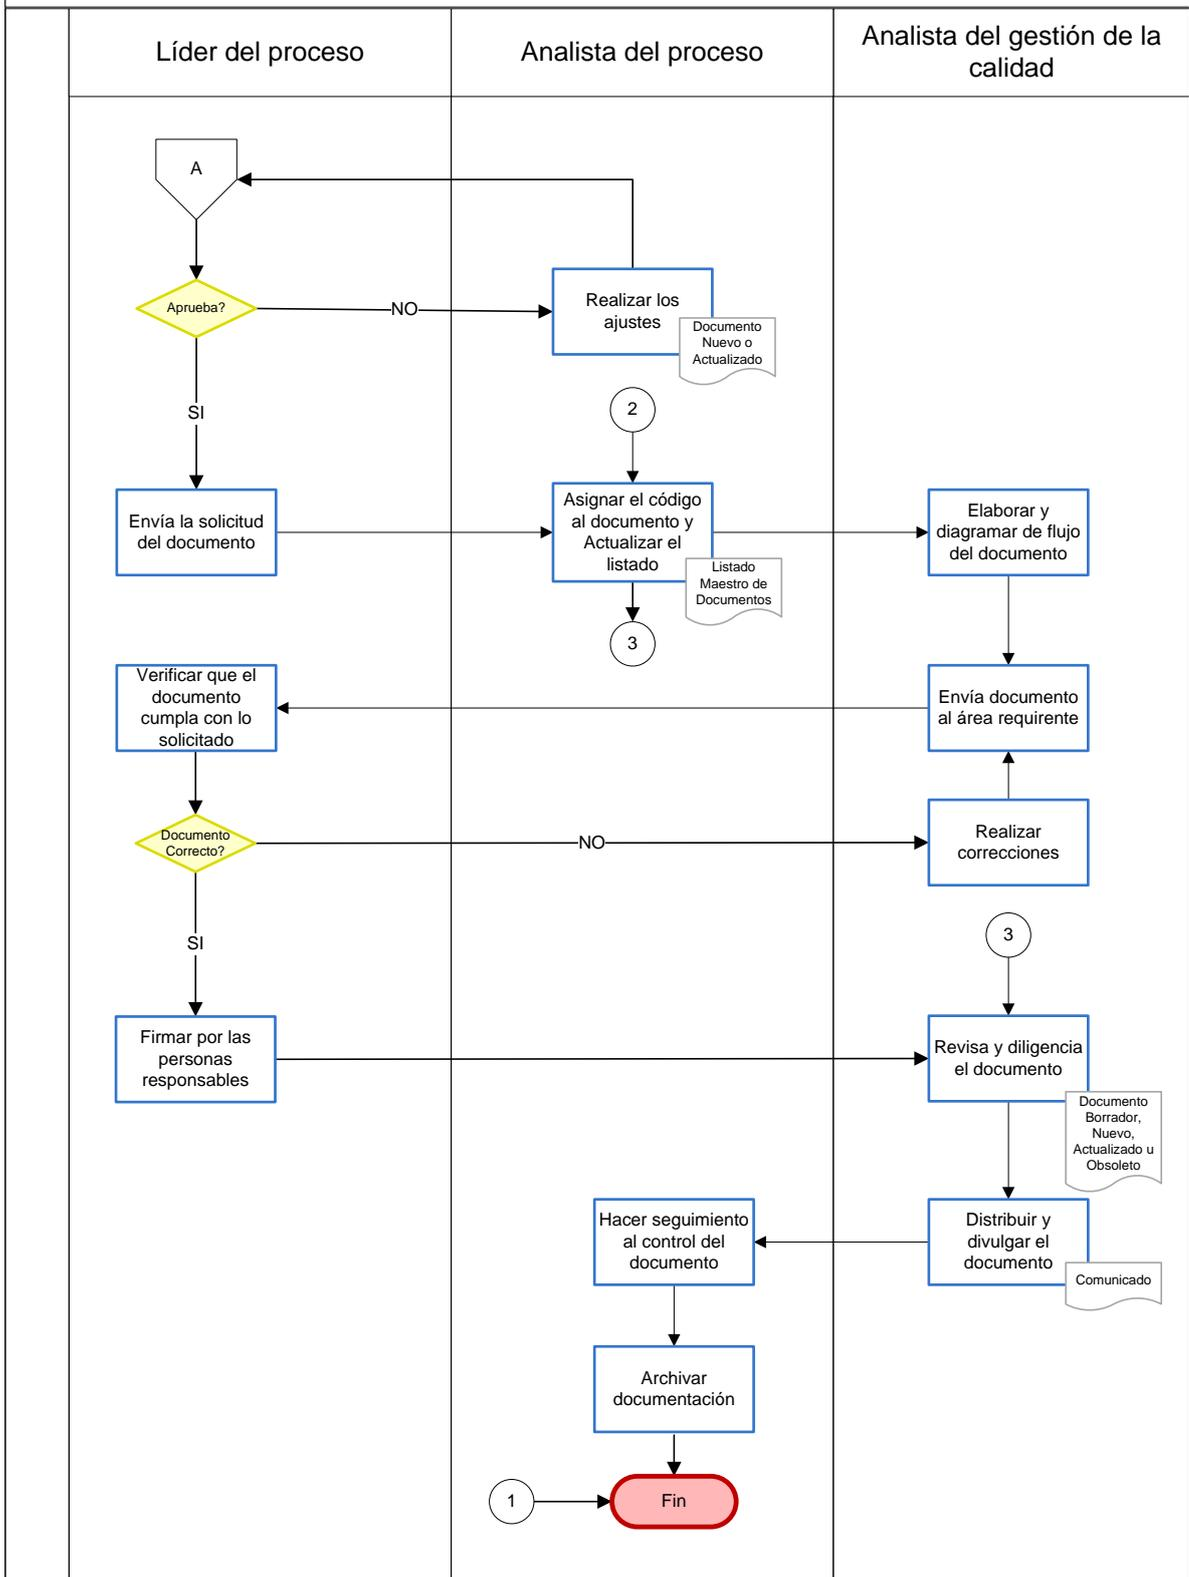 Líder del proceso
Analista del proceso
Analista del gestión de la
calidad
A
Aprueba?
NO
Realizar los
ajustes
Documento
Nuevo o
Actualizado
SI
2
Envía la solicitud
del documento
Asignar el código
al documento y
Actualizar el
listado
Listado
Maestro de
Documentos
Elaborar y
diagramar de flujo
del documento
3
Verificar que el
documento
cumpla con lo
solicitado
Envía documento
al área requirente
Documento
Correcto?
NO
Realizar
correcciones
SI
3
Firmar por las
personas
responsables
Revisa y diligencia
el documento
Documento
Borrador,
Nuevo,
Actualizado u
Obsoleto
Hacer seguimiento
al control del
documento
Distribuir y
divulgar el
documento
Comunicado
Archivar
documentación
1
Fin